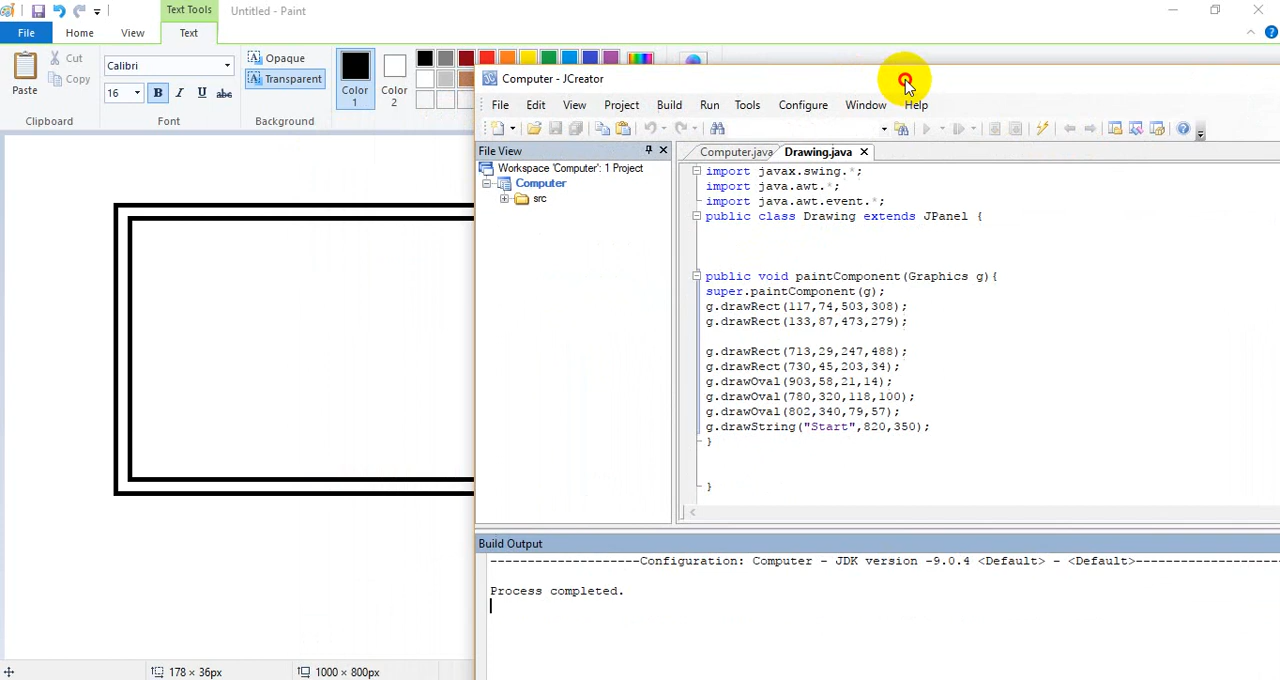 Text Tools
Untitled - Paint
File
Home
View
Text
Paste
Cut
Copy
Clipboard
Calibri
16
B I U abc
Font
Opaque
Transparent
Background
Color 1
Color 2
Computer - JCreator
File Edit View Project Build Run Tools Configure Window Help
File View
Workspace 'Computer': 1 Project
Computer
src
Computer.java
Drawing.java
import javax.swing.*;
import java.awt.*;
import java.awt.event.*;
public class Drawing extends JPanel {
public void paintComponent(Graphics g){
super.paintComponent(g);
g.drawRect(117,74,503,308);
g.drawRect(133,87,473,279);
g.drawRect(713,29,247,488);
g.drawRect(730,45,203,34);
g.drawOval(903,58,21,14);
g.drawOval(780,320,118,100);
g.drawOval(802,340,79,57);
g.drawString("Start",820,350);
}
}
Build Output
--------------------Configuration: Computer - JDK version -9.0.4 <Default> - <Default>--------------------
Process completed.
178 × 36px
1000 × 800px